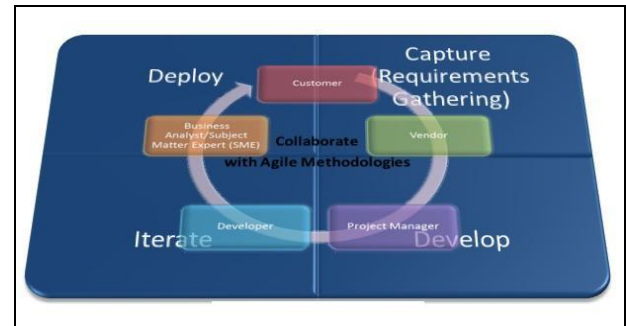 Deploy
Capture
(Requirements
Gathering)
Customer
Business
Analyst/Subject
Matter Expert (SME)
Vendor
Collaborate
with Agile Methodologies
Developer
Project Manager
Iterate
Develop